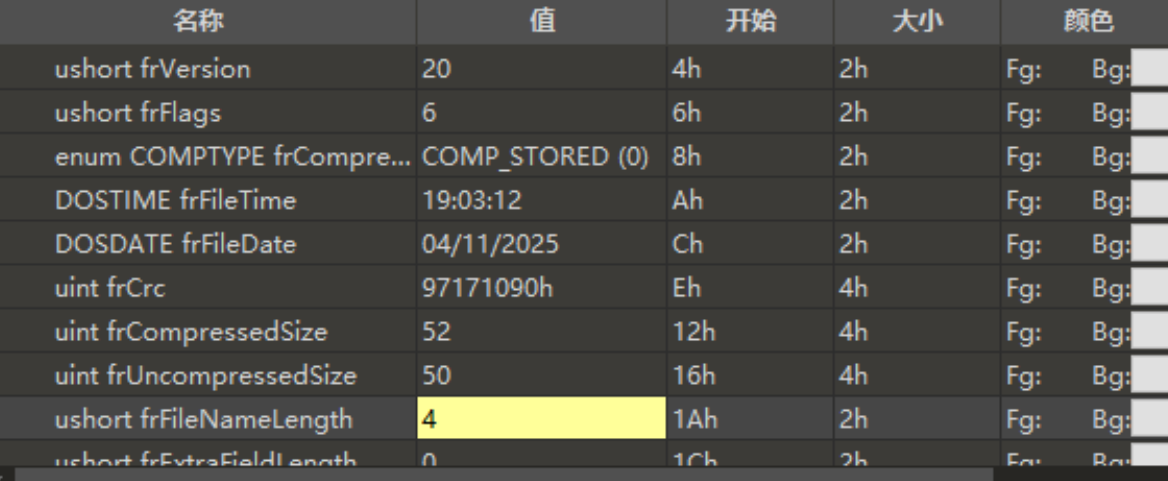 名称 值 开始 大小 颜色
ushort frVersion 20 4h 2h Fg: Bg:
ushort frFlags 6 6h 2h Fg: Bg:
enum COMPTYPE frCompre... COMP_STORED (0) 8h 2h Fg: Bg:
DOSTIME frFileTime 19:03:12 Ah 2h Fg: Bg:
DOSDATE frFileDate 04/11/2025 Ch 2h Fg: Bg:
uint frCrc 97171090h Eh 4h Fg: Bg:
uint frCompressedSize 52 12h 4h Fg: Bg:
uint frUncompressedSize 50 16h 4h Fg: Bg:
ushort frFileNameLength 4 1Ah 2h Fg: Bg:
ushort frExtraFieldLength 0 1Ch 2h Fg: Bg: